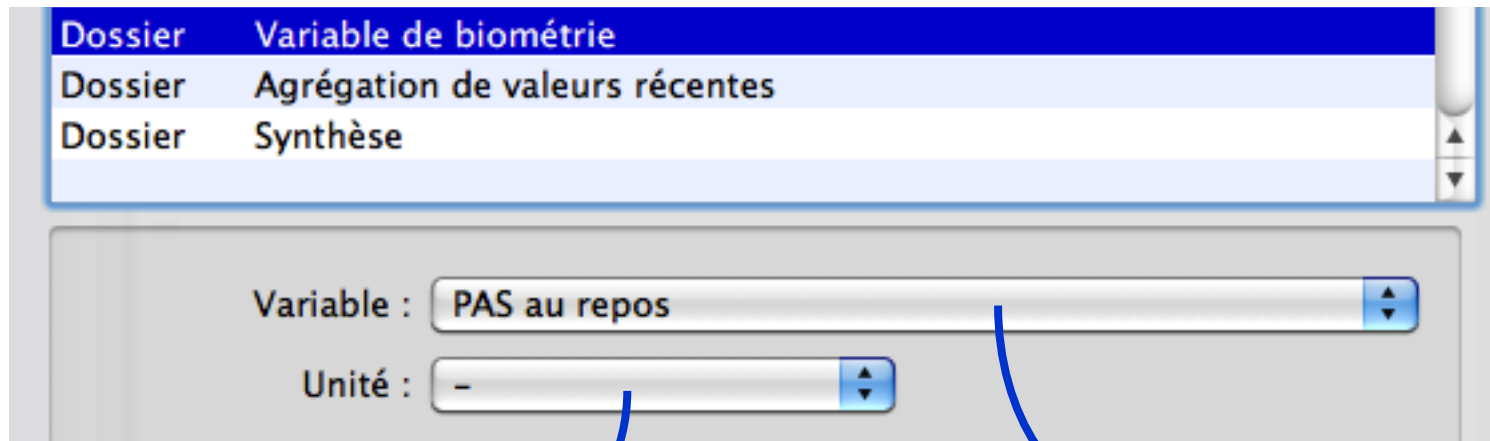 Dossier Variable de biométrie
Dossier Agrégation de valeurs récentes
Dossier Synthèse
Variable : PAS au repos
Unité : –